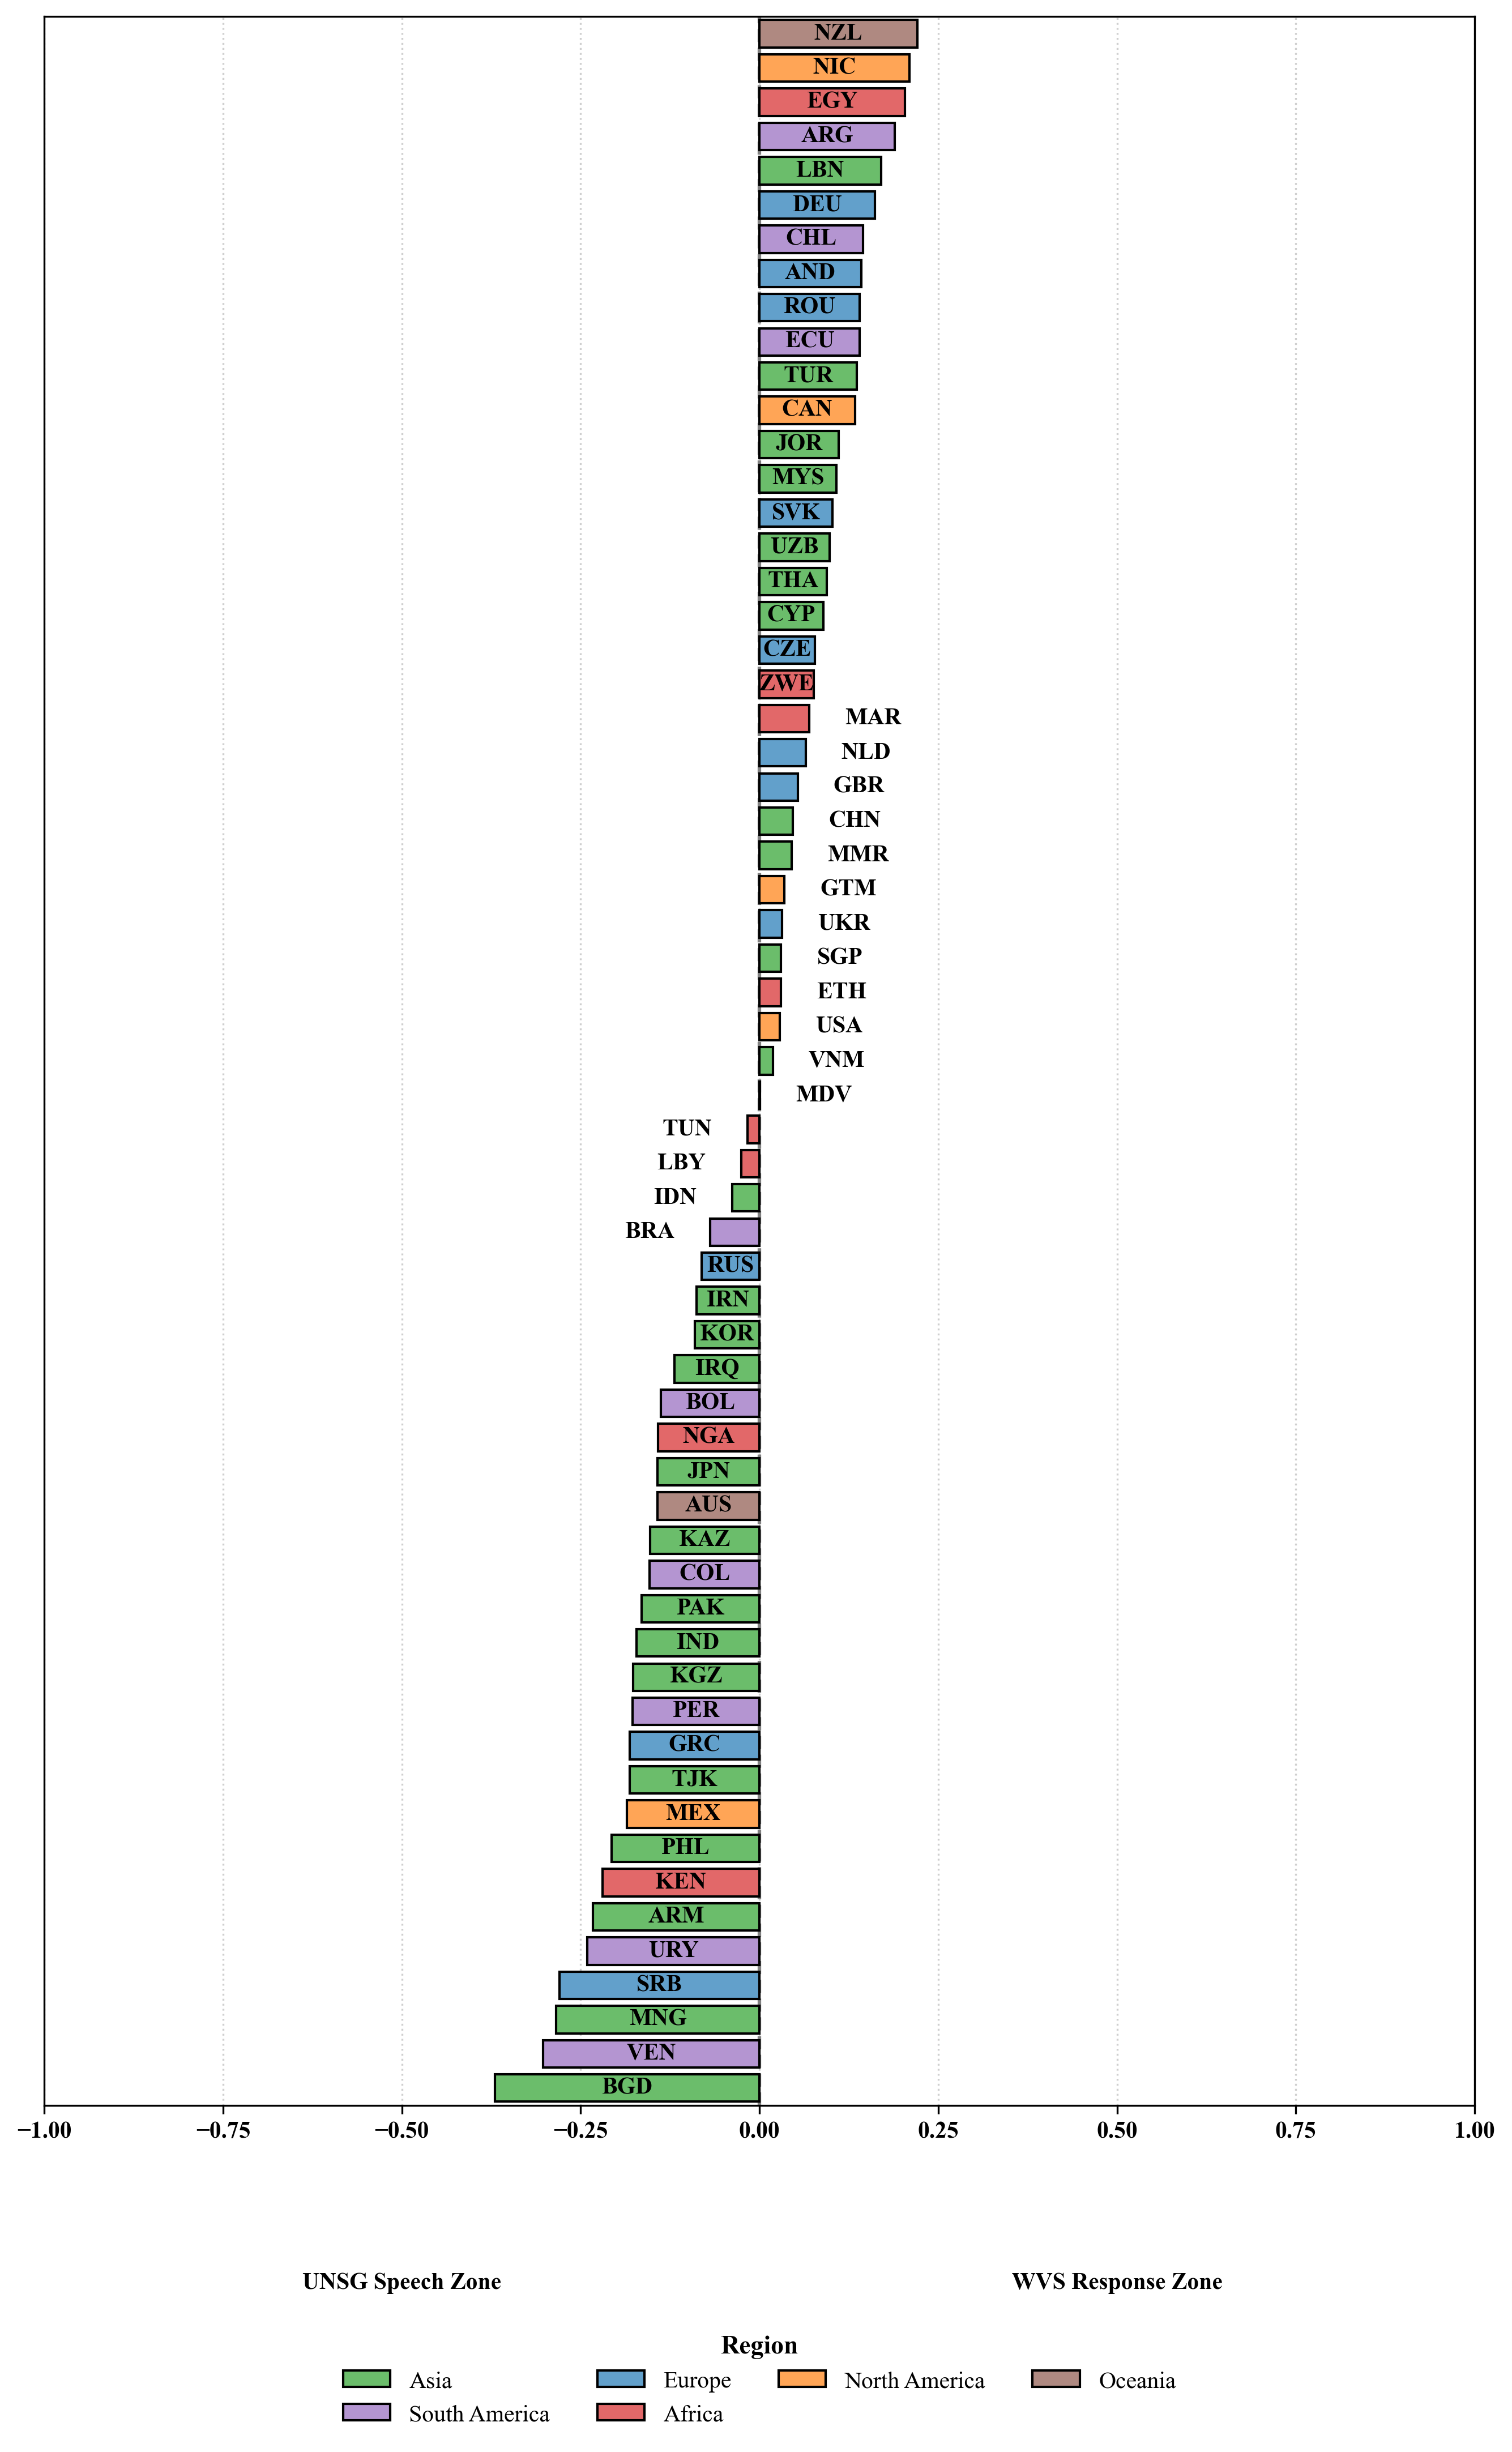 NZL
NIC
EGY
ARG
LBN
DEU
CHL
AND
ROU
ECU
TUR
CAN
JOR
MYS
SVK
UZB
THA
CYP
CZE
ZWE
MAR
NLD
GBR
CHN
MMR
GTM
UKR
SGP
ETH
USA
VNM
MDV
TUN
LBY
IDN
BRA
RUS
IRN
KOR
IRQ
BOL
NGA
JPN
AUS
KAZ
COL
PAK
IND
KGZ
PER
GRC
TJK
MEX
PHL
KEN
ARM
URY
SRB
MNG
VEN
BGD
−1.00 −0.75 −0.50 −0.25 0.00 0.25 0.50 0.75 1.00
UNSG Speech Zone WVS Response Zone
Region
Asia Europe North America Oceania
South America Africa